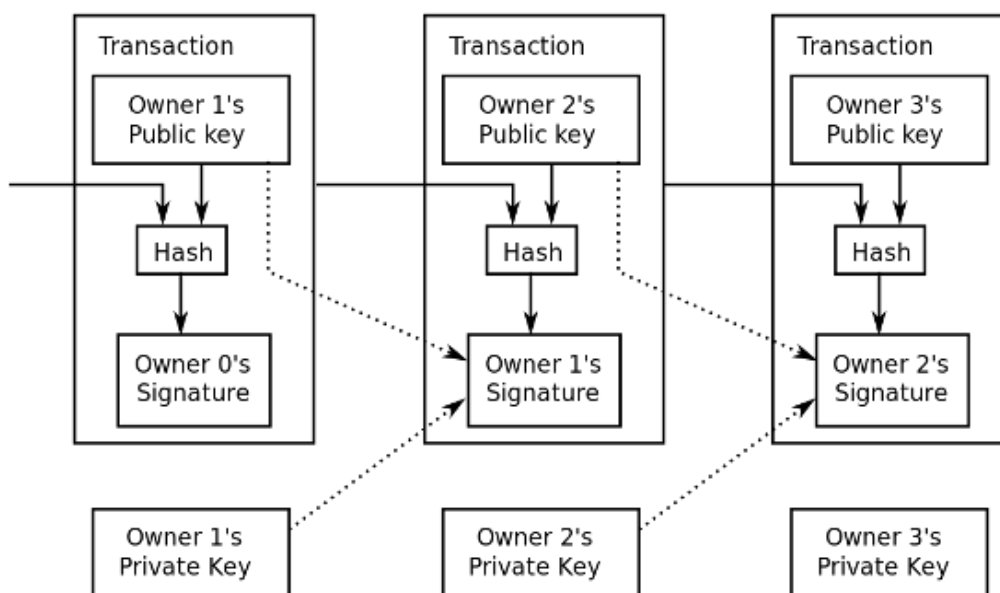 Transaction
Owner 1's
Public key
Hash
Owner 0's
Signature
Transaction
Owner 2's
Public key
Hash
Owner 1's
Signature
Transaction
Owner 3's
Public key
Hash
Owner 2's
Signature
Owner 1's
Private Key
Owner 2's
Private Key
Owner 3's
Private Key